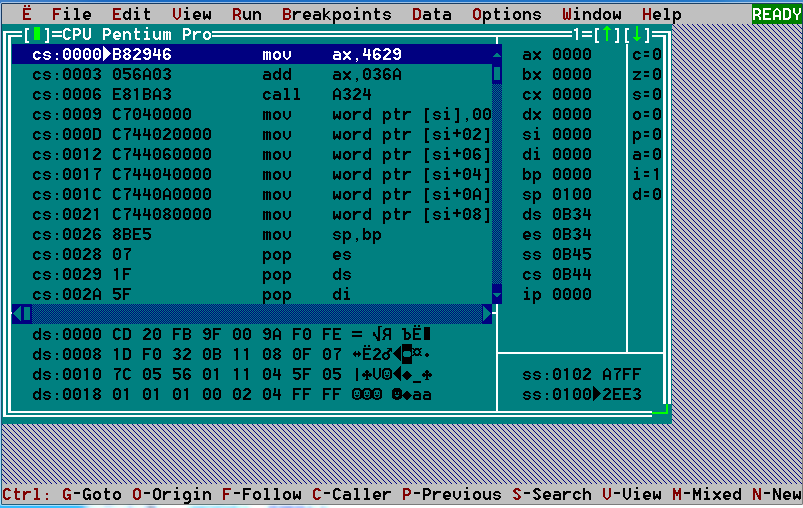 Ё File Edit View Run Breakpoints Data Options Window Help READY
[■]=CPU Pentium Pro 1=[↑][↓]
cs:0000►B82946 mov ax,4629 ax 0000 c=0
cs:0003 056A03 add ax,036A bx 0000 z=0
cs:0006 E81BA3 call A324 cx 0000 s=0
cs:0009 C7040000 mov word ptr [si],00 dx 0000 o=0
cs:000D C744020000 mov word ptr [si+02] si 0000 p=0
cs:0012 C744060000 mov word ptr [si+06] di 0000 a=0
cs:0017 C744040000 mov word ptr [si+04] bp 0000 i=1
cs:001C C7440A0000 mov word ptr [si+0A] sp 0100 d=0
cs:0021 C744080000 mov word ptr [si+08] ds 0B34
cs:0026 8BE5 mov sp,bp es 0B34
cs:0028 07 pop es ss 0B45
cs:0029 1F pop ds cs 0B44
cs:002A 5F pop di ip 0000
ds:0000 CD 20 FB 9F 00 9A F0 FE = √Я ЪЁ■
ds:0008 1D F0 32 0B 11 08 0F 07 ↔Ё2♂◄◘¤•
ds:0010 7C 05 56 01 11 04 5F 05 |♣V☺◄♦_♣ ss:0102 A7FF
ds:0018 01 01 01 00 02 04 FF FF ☺☺☺ ☻♦ ss:0100►2EE3
Ctrl: G-Goto O-Origin F-Follow C-Caller P-Previous S-Search V-View M-Mixed N-New